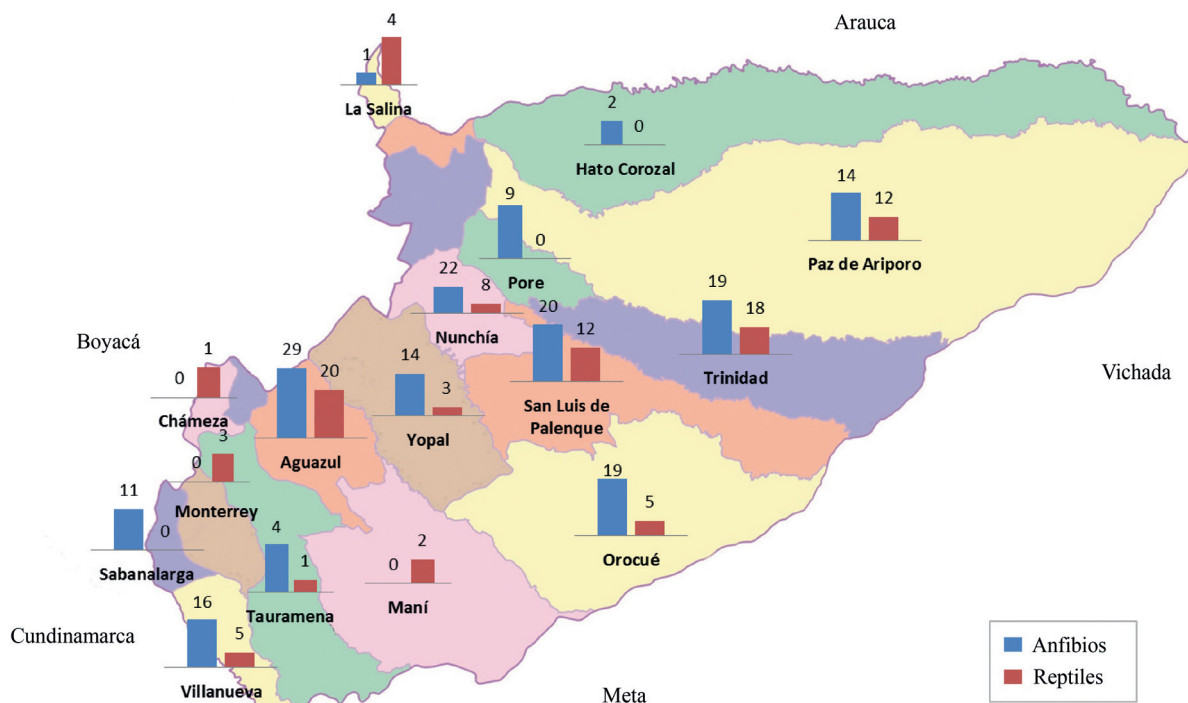 Arauca
1
4
La Salina
2
0
Hato Corozal
14
12
Paz de Ariporo
9
0
Pore
22
8
Nunchía
19
18
Trinidad
20
12
San Luis de
Palenque
Boyacá
Vichada
0
1
Chámeza
29
20
Aguazul
14
3
Yopal
0
3
Monterrey
11
0
Sabanalarga
19
5
Orocué
4
1
Tauramena
0
2
Maní
16
5
Villanueva
Cundinamarca
Meta
Anfibios
Reptiles